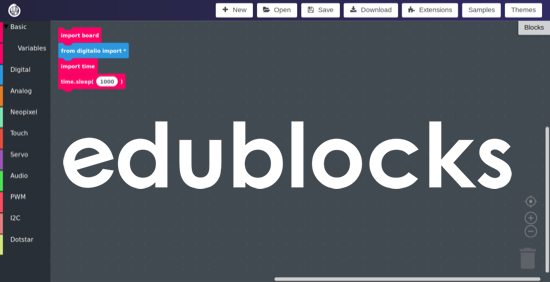 New
Open
Save
Download
Extensions
Samples
Themes
Basic
Variables
Digital
Analog
Neopixel
Touch
Servo
Audio
PWM
I2C
Dotstar
Blocks
import board
from digitalio import *
import time
time.sleep( 1000 )
edublocks